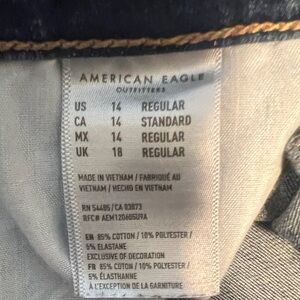 AMERICAN EAGLE
OUTFITTERS
US 14 REGULAR
CA 14 STANDARD
MX 14 REGULAR
UK 18 REGULAR
MADE IN VIETNAM / FABRIQUÉ AU
VIETNAM / HECHO EN VIETNAM
RN 54485/CA 03873
RFC# AEM120605U9A
EN 85% COTTON / 10% POLYESTER /
5% ELASTANE
EXCLUSIVE OF DECORATION
FR 85% COTON / 10% POLYESTER /
5% ÉLASTHANNE
À L'EXCEPTION DE LA GARNITURE